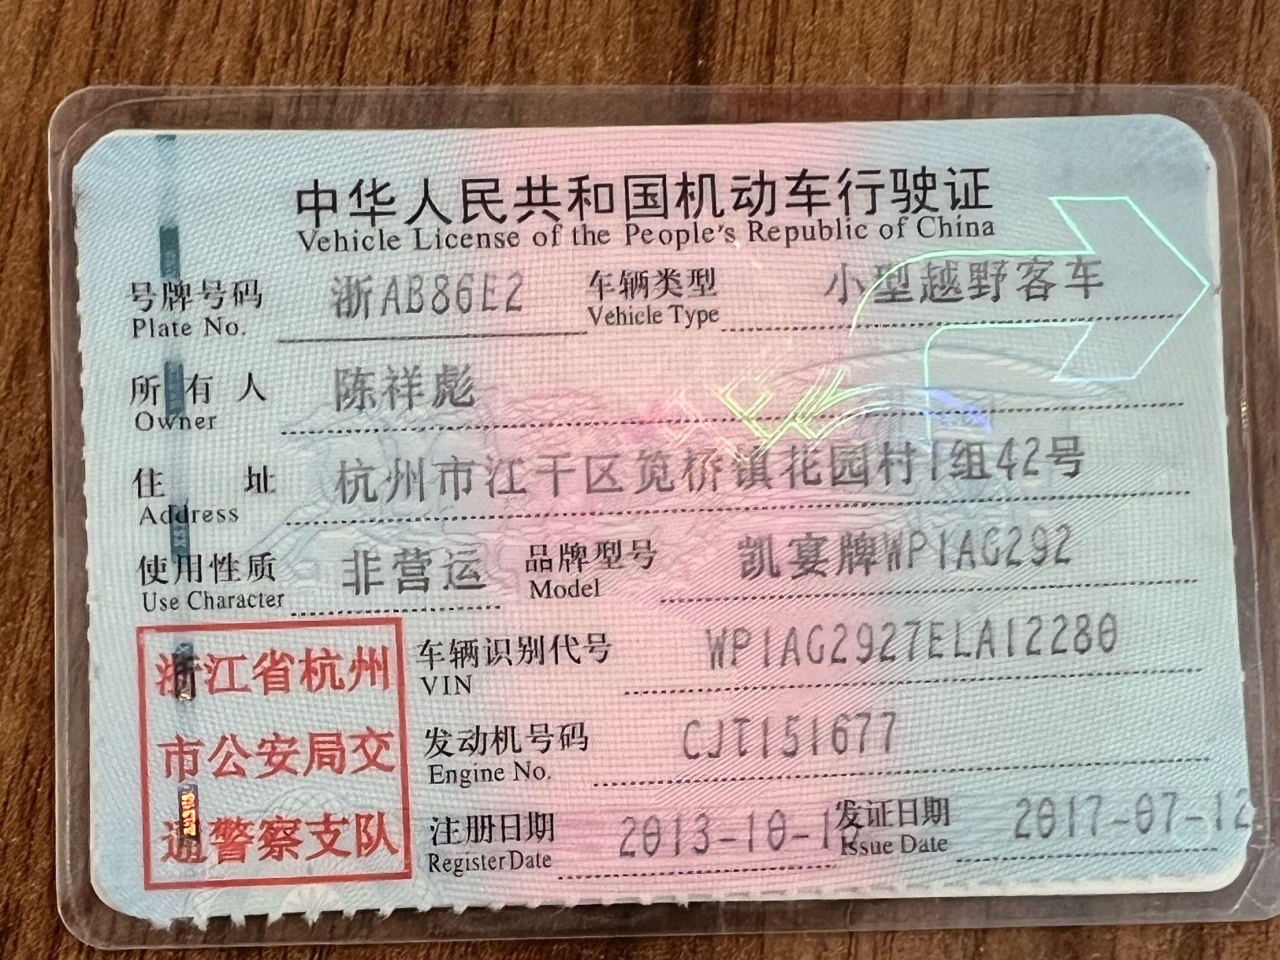 中华人民共和国机动车行驶证
Vehicle License of the People's Republic of China
号牌号码 浙AB86E2 车辆类型 小型越野客车
Plate No. Vehicle Type
所有人 陈祥彪
Owner
住址 杭州市江干区笕桥镇花园村1组42号
Address
使用性质 非营运 品牌型号 凯宴牌WP1AG292
Use Character Model
浙江省杭州
市公安局交
通警察支队
车辆识别代号 WP1AG2927ELA12280
VIN
发动机号码 CJT151677
Engine No.
注册日期 2013-10- 发证日期 2017-07-12
Register Date Issue Date